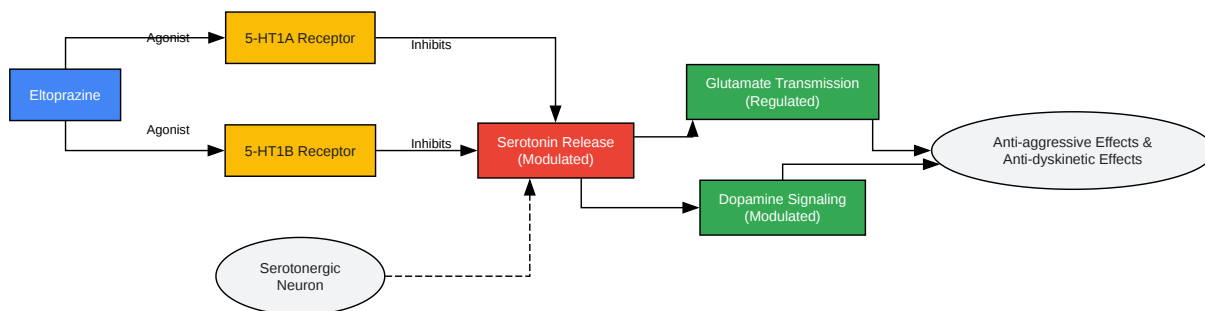 Eltoprazine
Agonist
5-HT1A Receptor
Inhibits
Agonist
5-HT1B Receptor
Inhibits
Serotonin Release
(Modulated)
Glutamate Transmission
(Regulated)
Dopamine Signaling
(Modulated)
Anti-aggressive Effects &
Anti-dyskinetic Effects
Serotonergic
Neuron